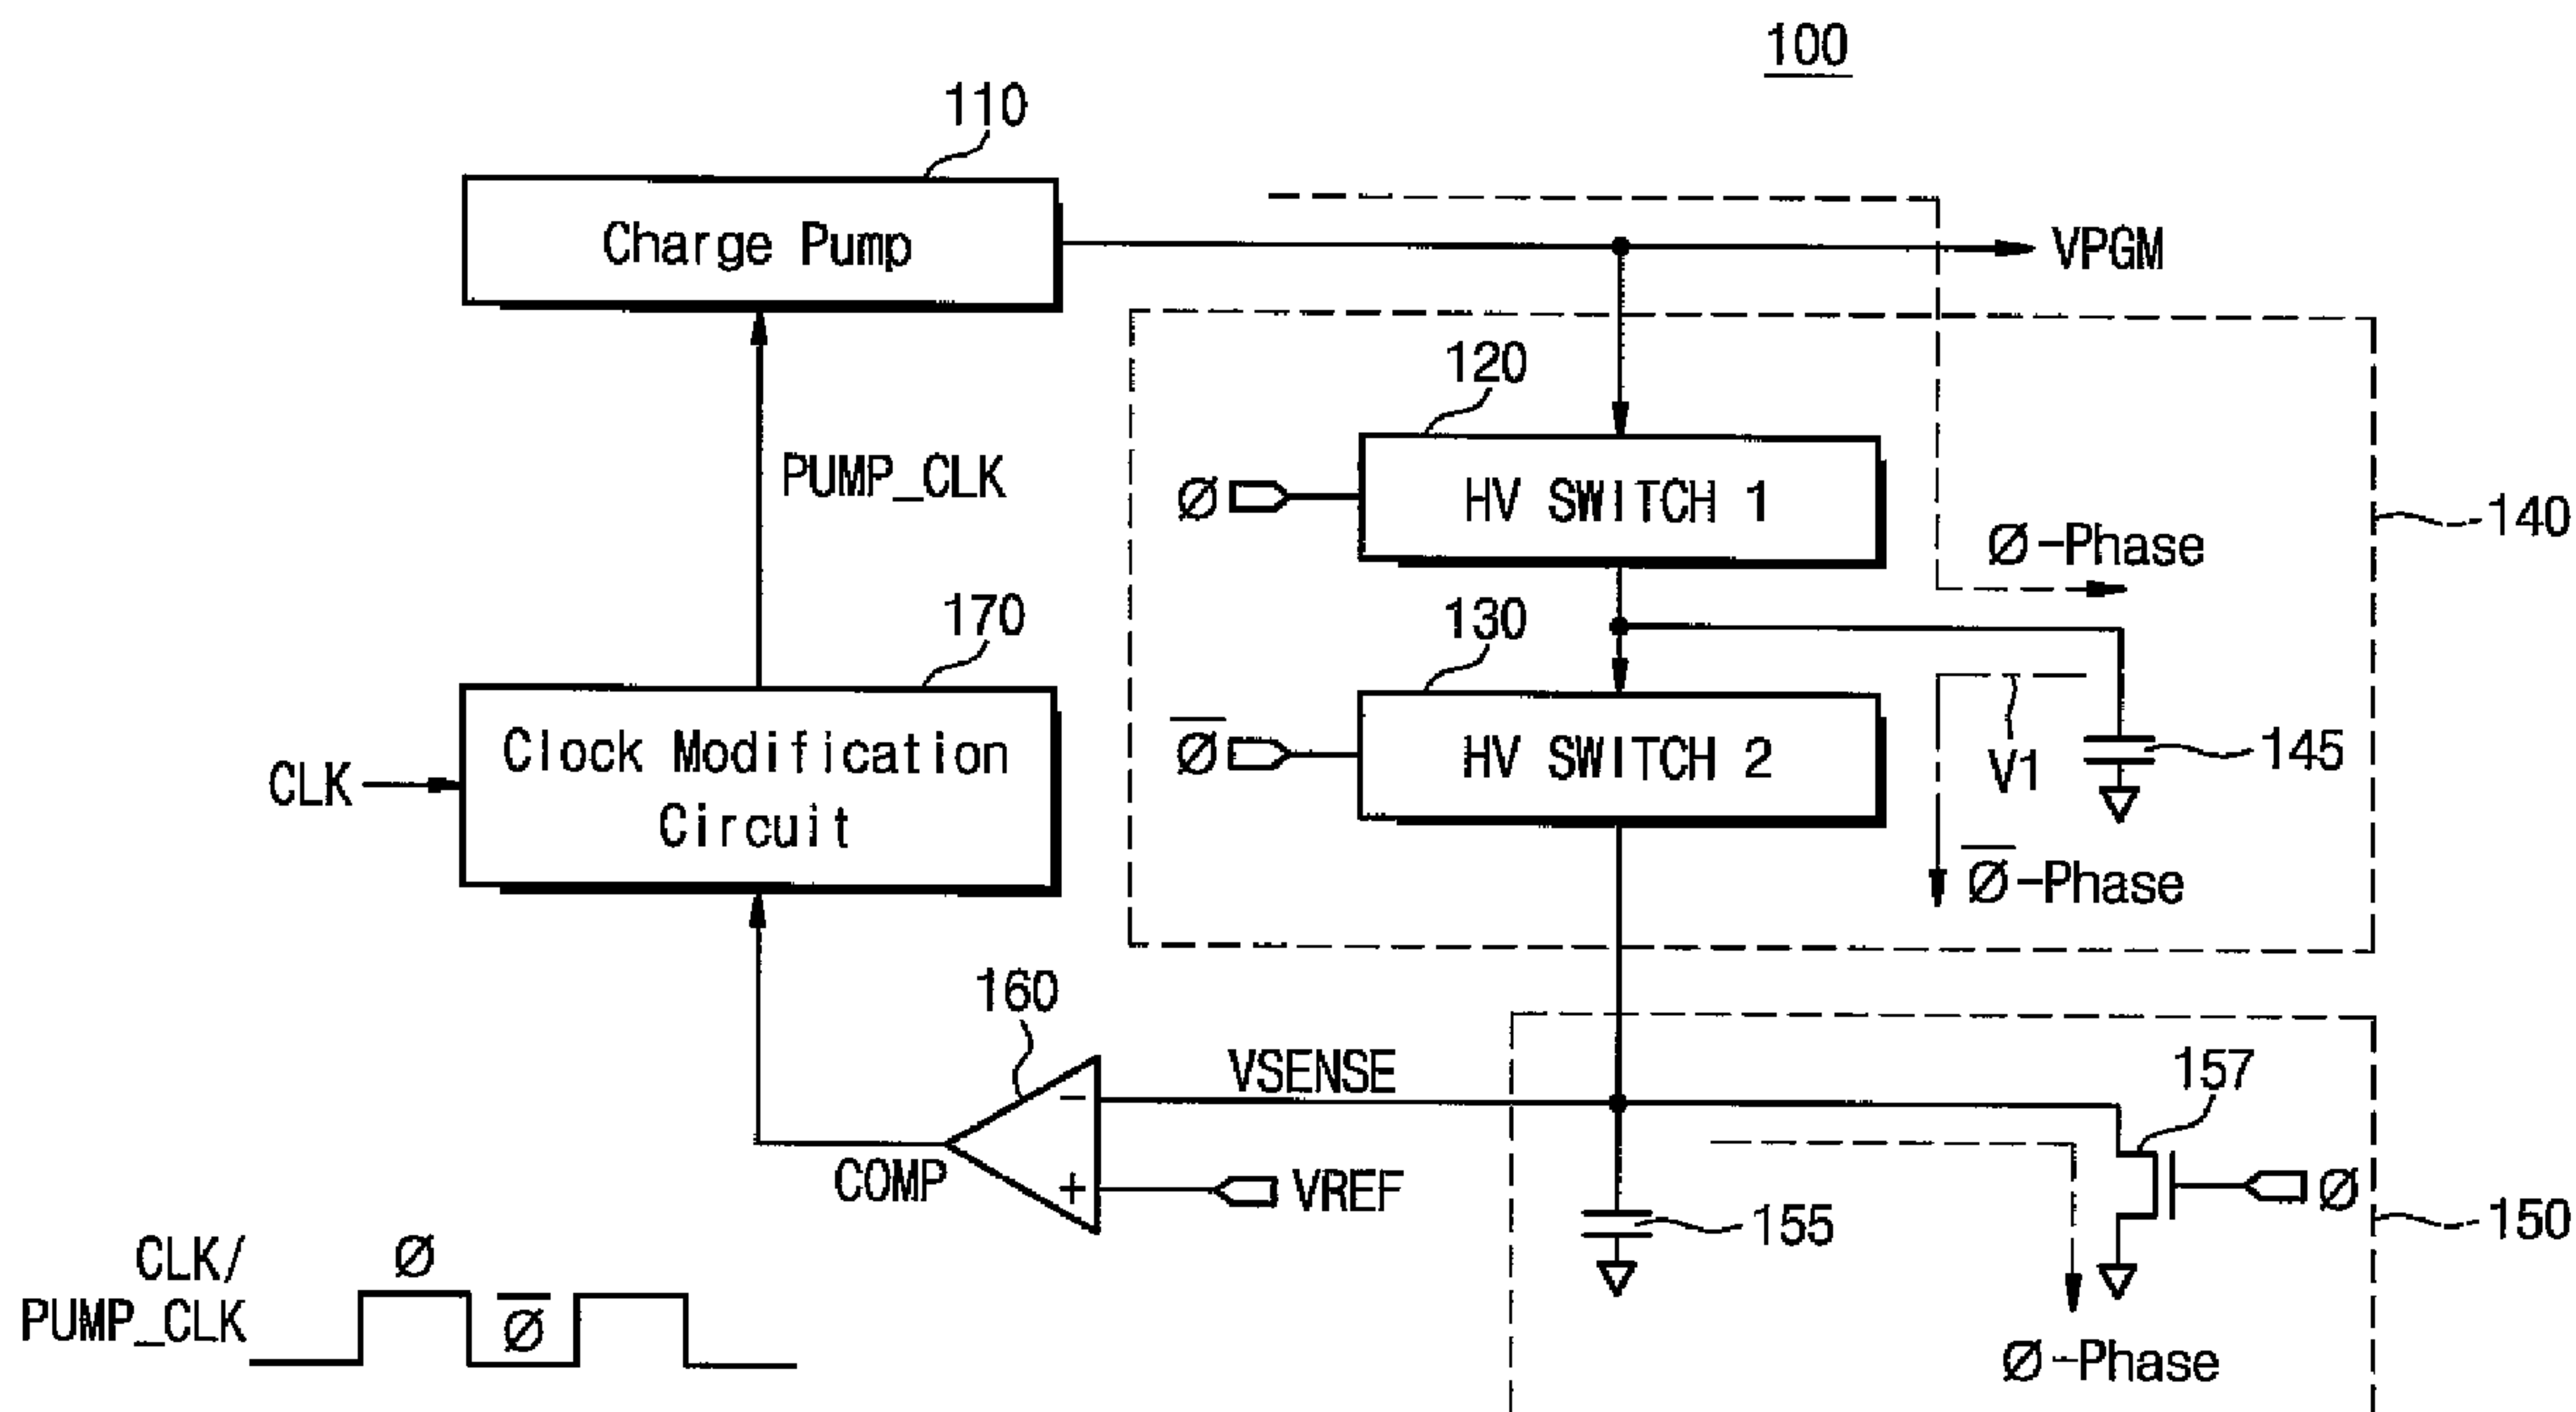 100
110
Charge Pump
VPGM
120
PUMP_CLK
Ø
HV SWITCH 1
140
Ø-Phase
170
130
Clock Modification
Circuit
CLK
Ø̅
HV SWITCH 2
V1
145
Ø̅-Phase
160
VSENSE
157
−
COMP
+
VREF
155
Ø
150
CLK/
PUMP_CLK
Ø
Ø̅
Ø-Phase